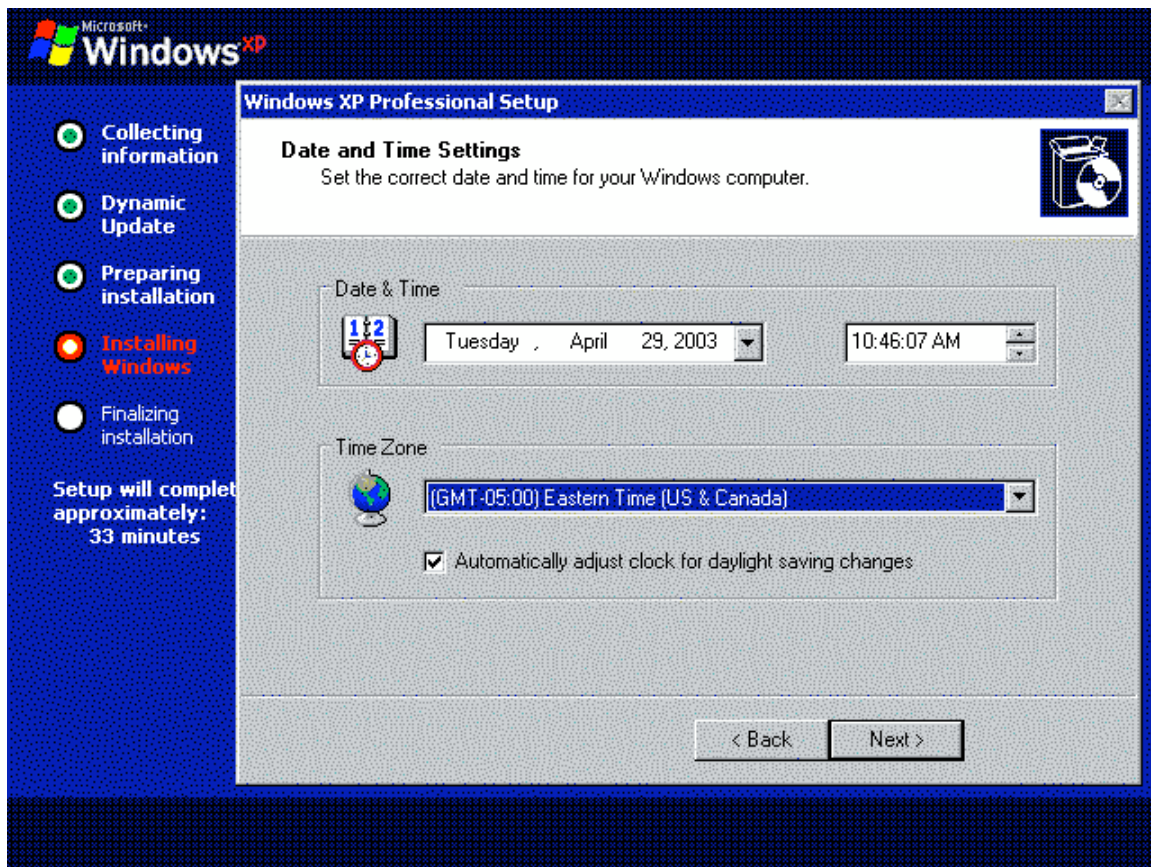 Microsoft
Windows XP
Collecting
information
Dynamic
Update
Preparing
installation
Installing
Windows
Finalizing
installation
Setup will complet
approximately:
33 minutes
Windows XP Professional Setup
Date and Time Settings
Set the correct date and time for your Windows computer.
Date & Time
12
Tuesday , April 29, 2003
10:46:07 AM
Time Zone
(GMT-05:00) Eastern Time (US & Canada)
Automatically adjust clock for daylight saving changes
< Back
Next >